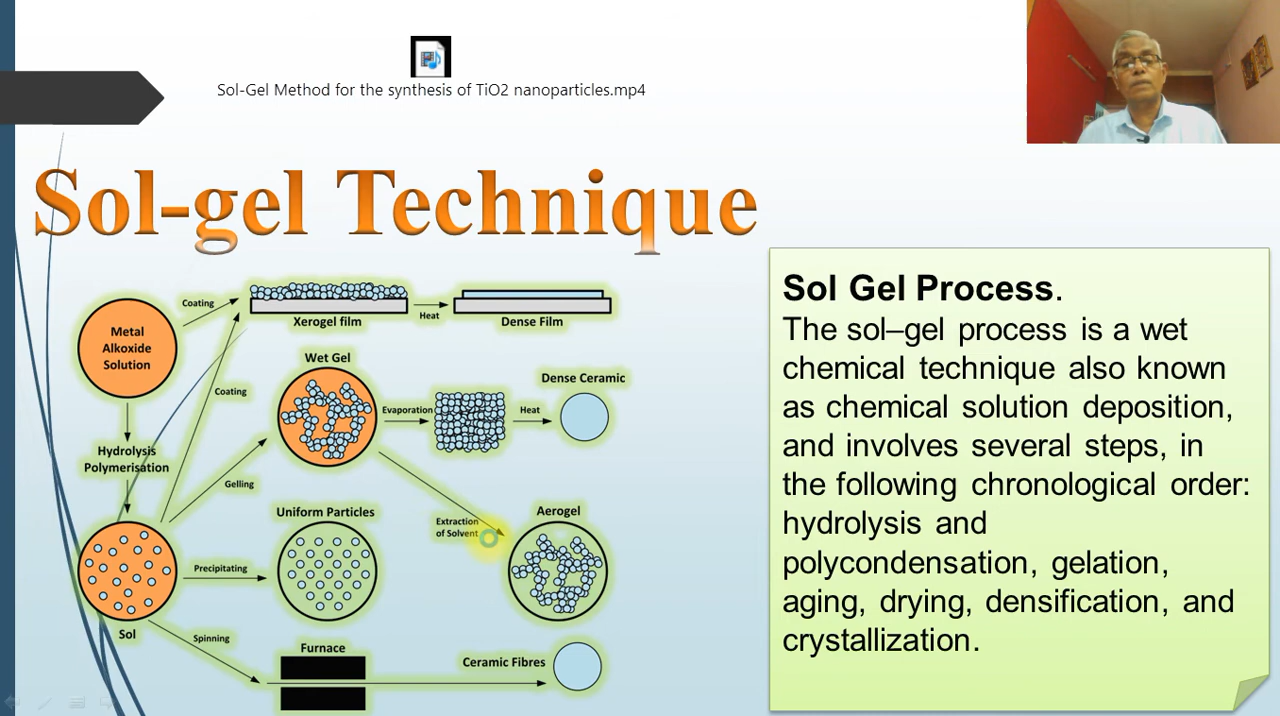 Sol-Gel Method for the synthesis of TiO2 nanoparticles.mp4
Sol-gel Technique
Metal
Alkoxide
Solution
Coating
Xerogel film
Heat
Dense Film
Hydrolysis
Polymerisation
Coating
Wet Gel
Evaporation
Heat
Dense Ceramic
Gelling
Extraction
of Solvent
Aerogel
Sol
Precipitating
Uniform Particles
Spinning
Furnace
Ceramic Fibres
Sol Gel Process.
The sol–gel process is a wet
chemical technique also known
as chemical solution deposition,
and involves several steps, in
the following chronological order:
hydrolysis and
polycondensation, gelation,
aging, drying, densification, and
crystallization.